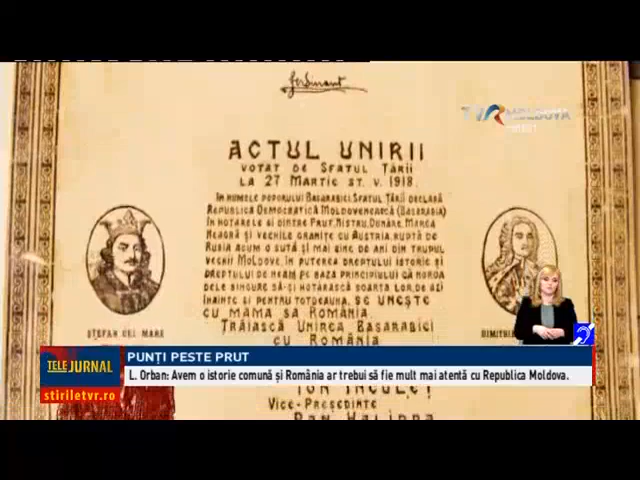 Ferdinand
TVR MOLDOVA
ACTUL UNIRII
VOTAT DE SFATUL ȚĂRII
LA 27 MARTIE ST. V. 1918.
ÎN NUMELE POPORULUI BASARABIEI, SFATUL ȚĂRII DECLARĂ
REPUBLICA DEMOCRATICĂ MOLDOVENEASCĂ (BASARABIA)
ÎN HOTARELE EI DINTRE PRUT, NISTRU, DUNĂRE, MAREA
NEAGRĂ ȘI VECHILE GRANIȚE CU AUSTRIA, RUPTĂ DE
RUSIA ACUM O SUTĂ ȘI MAI BINE DE ANI DIN TRUPUL
VECHII MOLDOVE, ÎN PUTEREA DREPTULUI ISTORIC ȘI
DREPTULUI DE NEAM, PE BAZA PRINCIPIULUI CĂ NOROA
DELE SINGURE SĂ-ȘI HOTĂRASCĂ SOARTA LOR, DE AZI
ÎNAINTE ȘI PENTRU TOTDEAUNA, SE UNEȘTE
CU MAMA SA ROMÂNIA.
TRĂIASCĂ UNIREA BASARABIEI
CU ROMÂNIA
ȘTEFAN CEL MARE
DIMITRI
TELEJURNAL
PUNȚI PESTE PRUT
L. Orban: Avem o istorie comună și România ar trebui să fie mult mai atentă cu Republica Moldova.
stiriletvr.ro
ION INCULEȚ
VICE-PREȘEDINTE
PAN HALIPPA